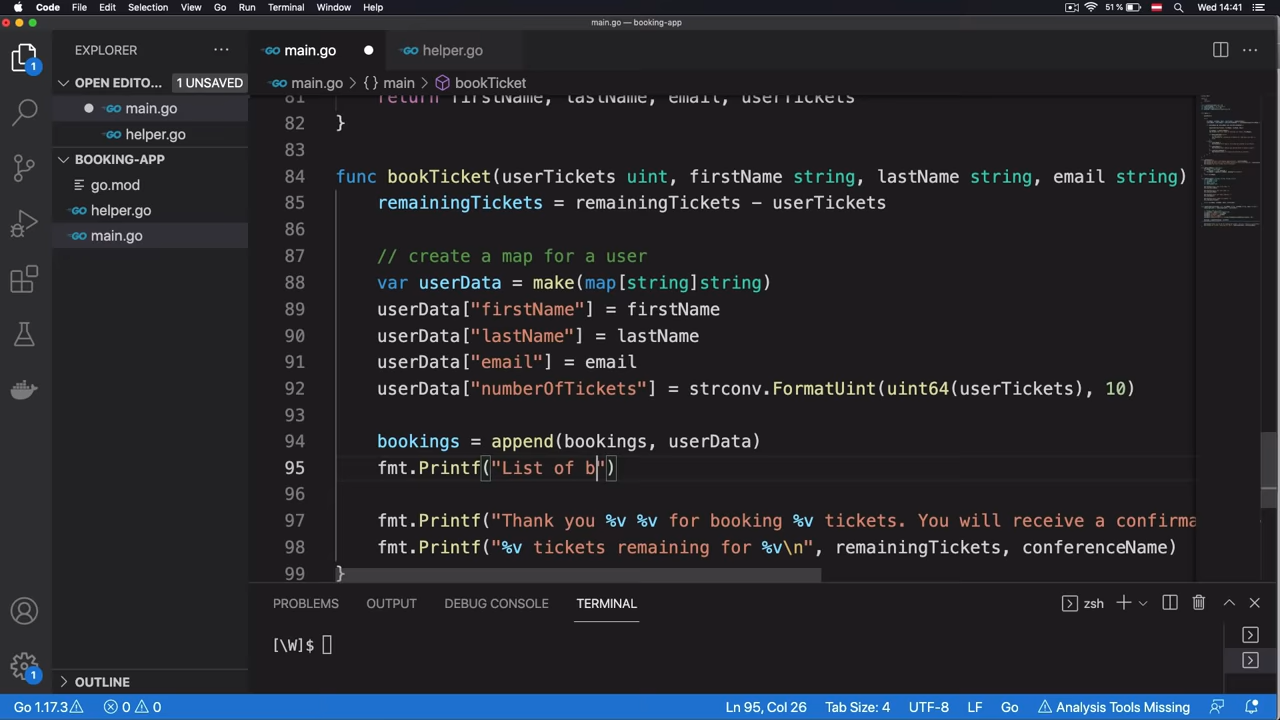 Code File Edit Selection View Go Run Terminal Window Help 51 % Wed 14:41
main.go — booking-app
EXPLORER
main.go
helper.go
OPEN EDITO... 1 UNSAVED
main.go > {} main > bookTicket
main.go
helper.go
BOOKING-APP
go.mod
helper.go
main.go
81 return firstName, lastName, email, userTickets
82 }
83
84 func bookTicket(userTickets uint, firstName string, lastName string, email string)
85 remainingTickets = remainingTickets - userTickets
86
87 // create a map for a user
88 var userData = make(map[string]string)
89 userData["firstName"] = firstName
90 userData["lastName"] = lastName
91 userData["email"] = email
92 userData["numberOfTickets"] = strconv.FormatUint(uint64(userTickets), 10)
93
94 bookings = append(bookings, userData)
95 fmt.Printf("List of b")
96
97 fmt.Printf("Thank you %v %v for booking %v tickets. You will receive a confirma
98 fmt.Printf("%v tickets remaining for %v\n", remainingTickets, conferenceName)
99 }
PROBLEMS OUTPUT DEBUG CONSOLE TERMINAL zsh
[\W]$
OUTLINE
1
1
Go 1.17.3 0 0 Ln 95, Col 26 Tab Size: 4 UTF-8 LF Go Analysis Tools Missing